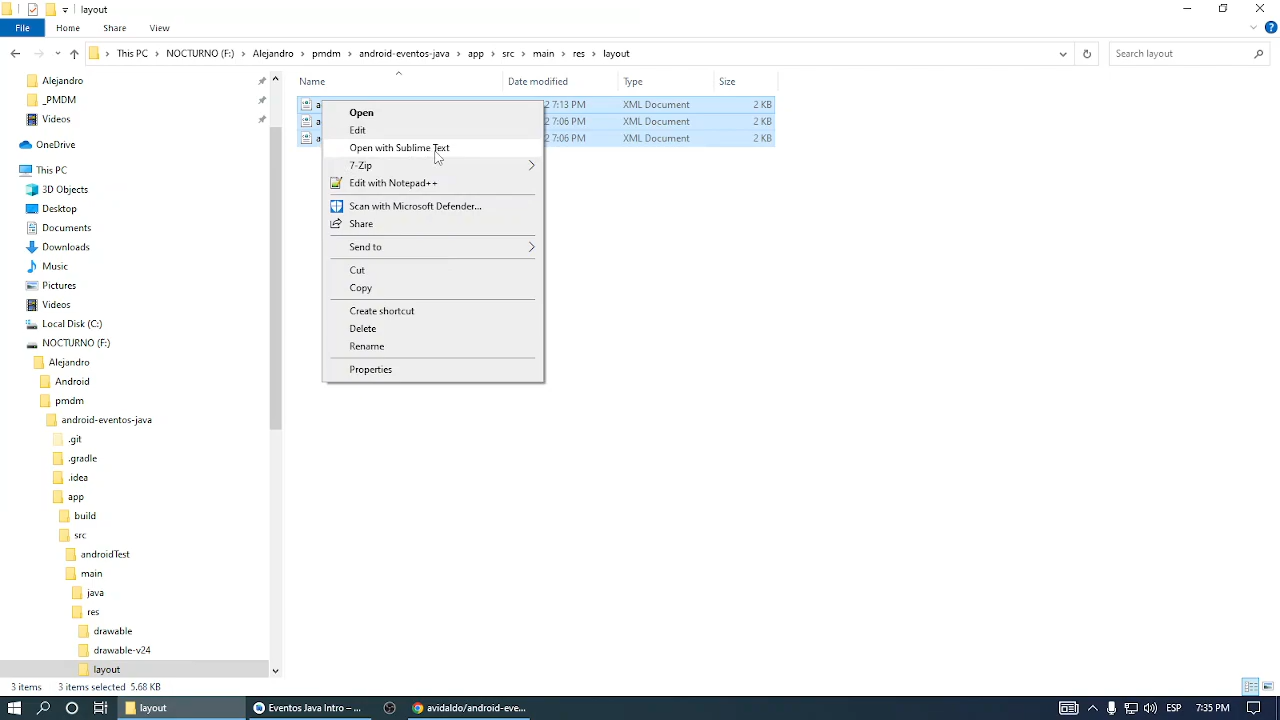 layout
File Home Share View
This PC NOCTURNO (F:) Alejandro pmdm android-eventos-java app src main res layout
Search layout
Name Date modified Type Size
Alejandro
_PMDM
Videos
OneDrive
This PC
3D Objects
Desktop
Documents
Downloads
Music
Pictures
Videos
Local Disk (C:)
NOCTURNO (F:)
Alejandro
Android
pmdm
android-eventos-java
.git
.gradle
.idea
app
build
src
androidTest
main
java
res
drawable
drawable-v24
layout
a 2 7:13 PM XML Document 2 KB
a 2 7:06 PM XML Document 2 KB
a 2 7:06 PM XML Document 2 KB
Open
Edit
Open with Sublime Text
7-Zip
Edit with Notepad++
Scan with Microsoft Defender...
Share
Send to
Cut
Copy
Create shortcut
Delete
Rename
Properties
3 items 3 items selected 5.68 KB
layout
Eventos Java Intro – ...
avidaldo/android-eve...
ESP 7:35 PM